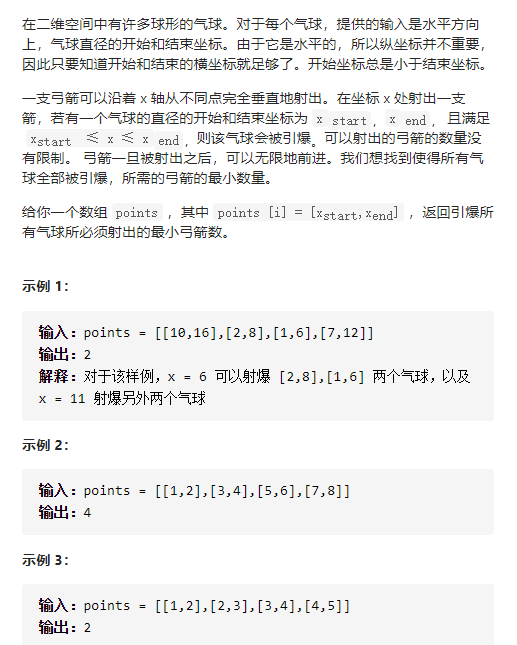 在二维空间中有许多球形的气球。对于每个气球，提供的输入是水平方向
上，气球直径的开始和结束坐标。由于它是水平的，所以纵坐标并不重要，
因此只要知道开始和结束的横坐标就足够了。开始坐标总是小于结束坐标。
一支弓箭可以沿着 x 轴从不同点完全垂直地射出。在坐标 x 处射出一支
箭，若有一个气球的直径的开始和结束坐标为 x start，x end， 且满足
xstart ≤ x ≤ x end，则该气球会被引爆。可以射出的弓箭的数量没
有限制。 弓箭一旦被射出之后，可以无限地前进。我们想找到使得所有气
球全部被引爆，所需的弓箭的最小数量。
给你一个数组 points ，其中 points [i] = [xstart,xend] ，返回引爆所
有气球所必须射出的最小弓箭数。
示例 1：
输入：points = [[10,16],[2,8],[1,6],[7,12]]
输出：2
解释：对于该样例，x = 6 可以射爆 [2,8],[1,6] 两个气球，以及
x = 11 射爆另外两个气球
示例 2：
输入：points = [[1,2],[3,4],[5,6],[7,8]]
输出：4
示例 3：
输入：points = [[1,2],[2,3],[3,4],[4,5]]
输出：2